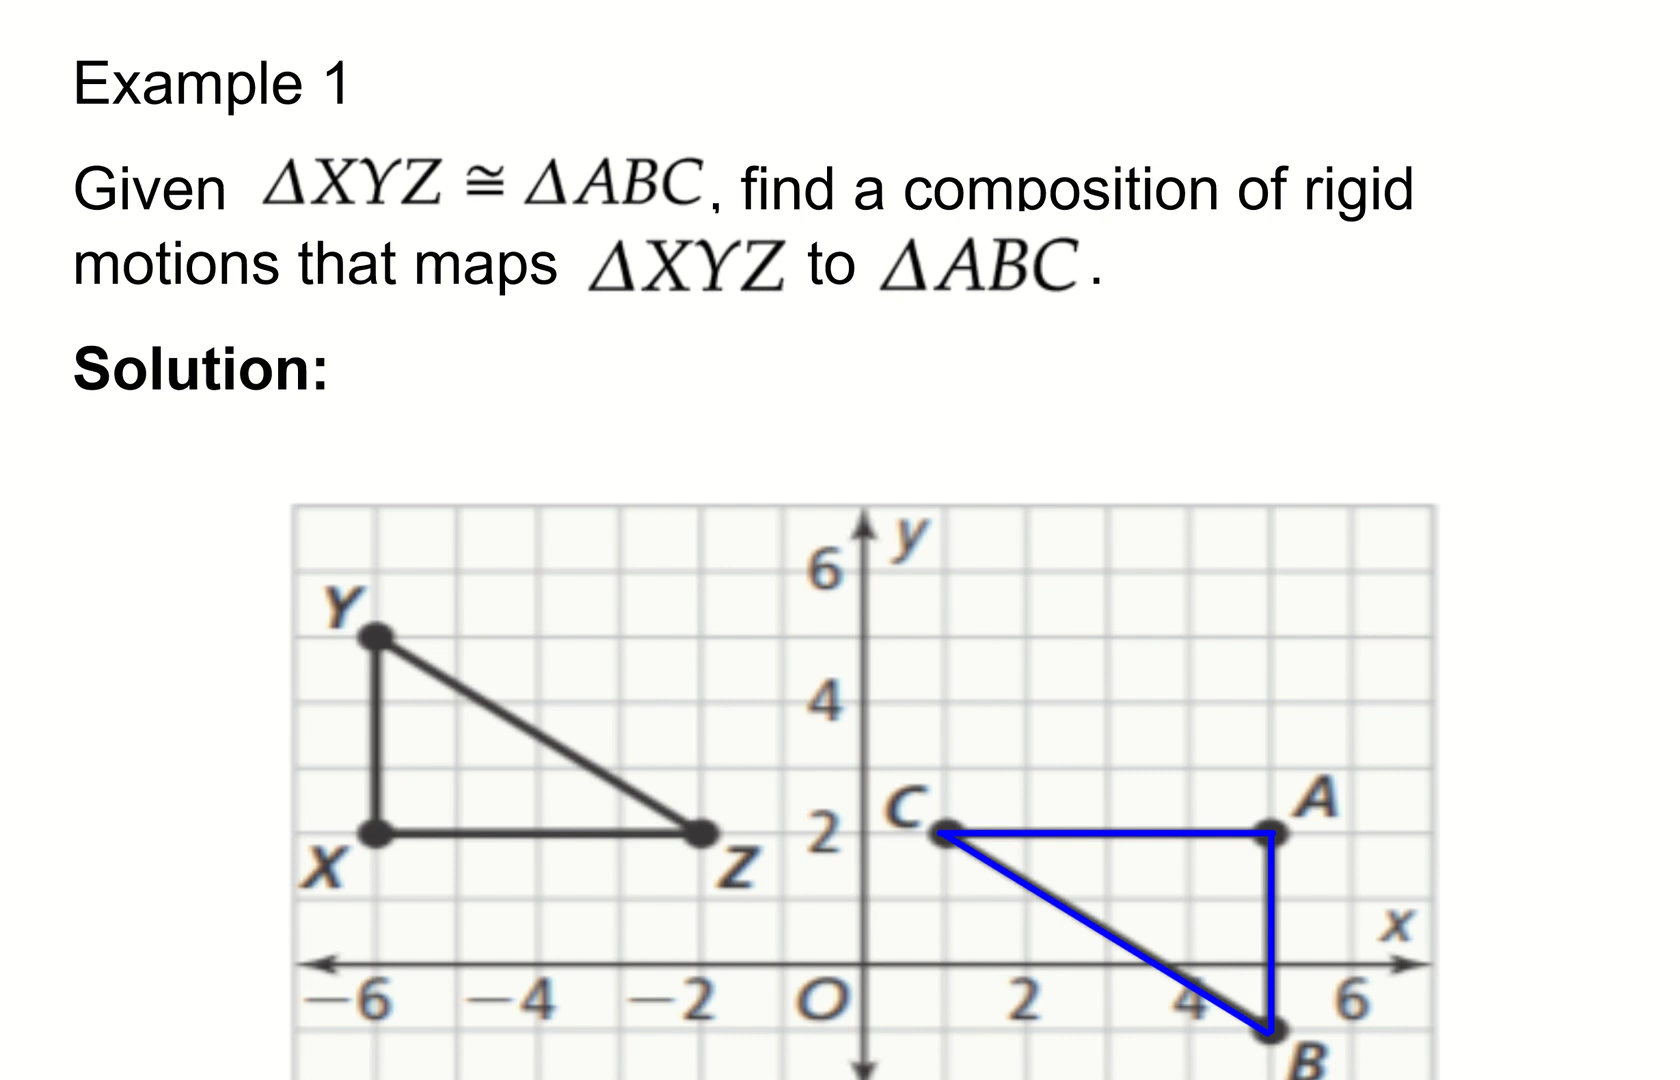 Example 1
Given ΔXYZ ≅ ΔABC, find a composition of rigid
motions that maps ΔXYZ to ΔABC.
Solution:
y
6
Y
4
C 2 A
X Z
x
−6 −4 −2 O 2 4 6
B